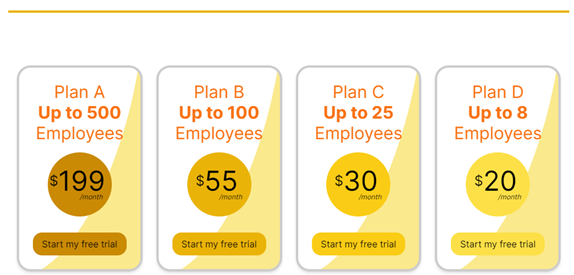 Plan A
Up to 500
Employees
$199
/month
Start my free trial
Plan B
Up to 100
Employees
$55
/month
Start my free trial
Plan C
Up to 25
Employees
$30
/month
Start my free trial
Plan D
Up to 8
Employees
$20
/month
Start my free trial